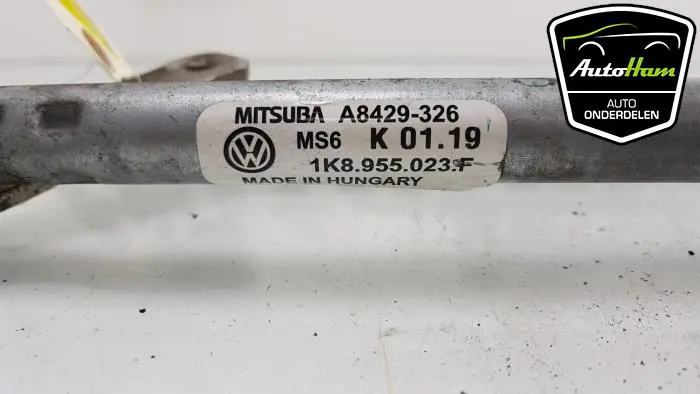 MITSUBA A8429-326
MS6 K 01.19
1K8.955.023.F
MADE IN HUNGARY
AutoHam
AUTO
ONDERDELEN